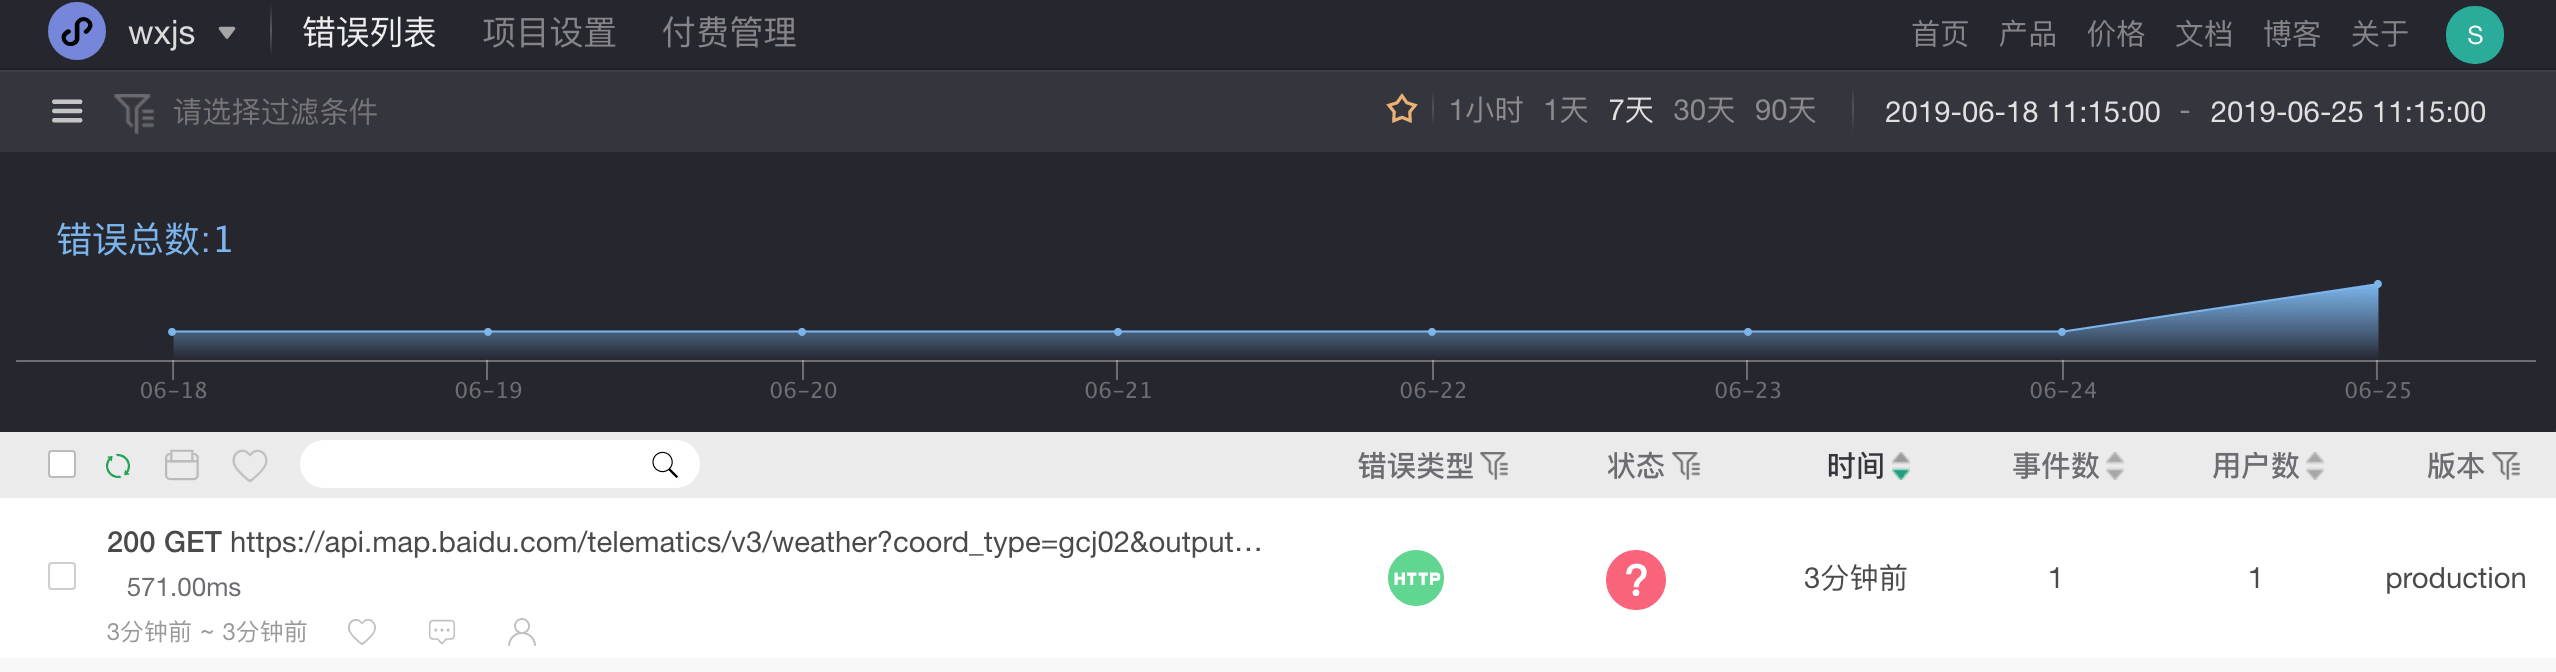 wxjs 错误列表 项目设置 付费管理 首页 产品 价格 文档 博客 关于 S
请选择过滤条件 1小时 1天 7天 30天 90天 2019-06-18 11:15:00 - 2019-06-25 11:15:00
错误总数:1
06-18 06-19 06-20 06-21 06-22 06-23 06-24 06-25
错误类型 状态 时间 事件数 用户数 版本
200 GET https://api.map.baidu.com/telematics/v3/weather?coord_type=gcj02&output...
571.00ms
HTTP ? 3分钟前 1 1 production
3分钟前 ~ 3分钟前